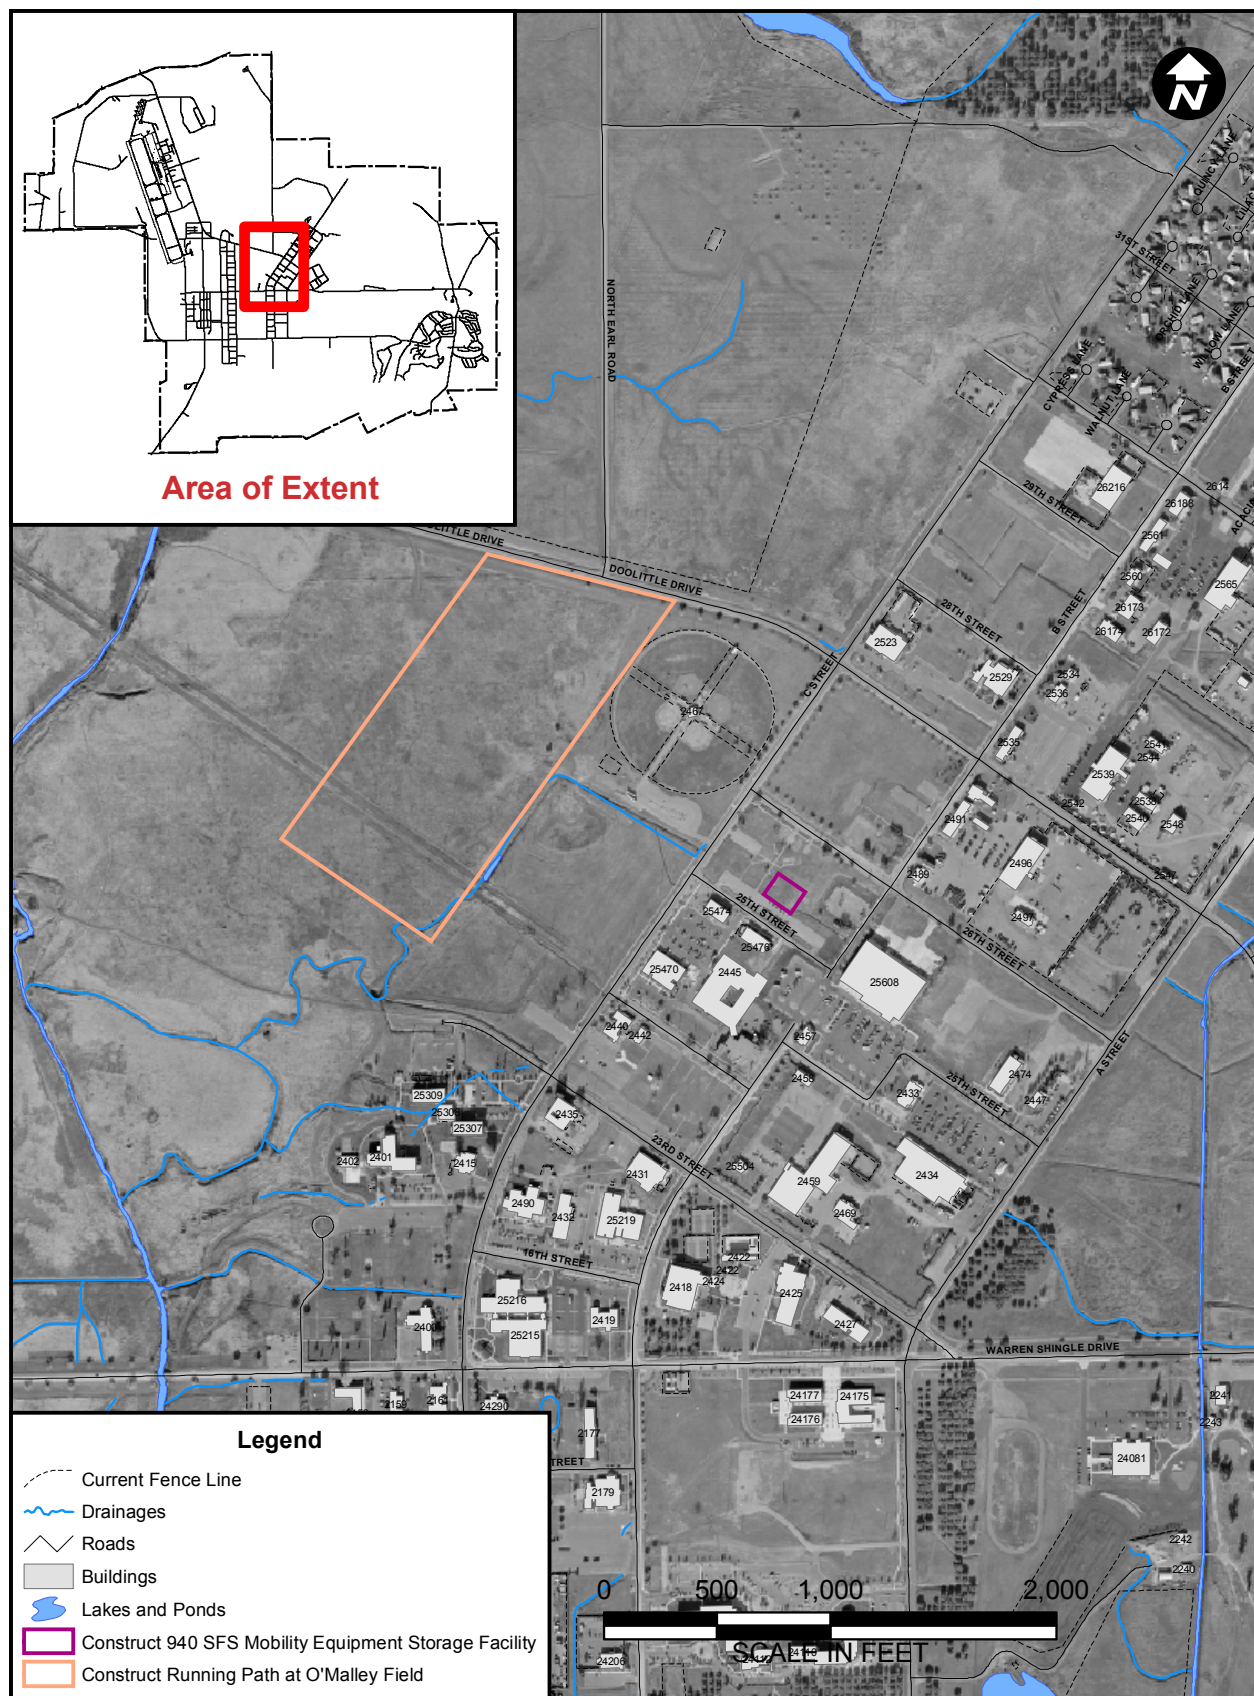 N
Area of Extent
QUINCY LANE
31ST STREET
ORCHID LANE
WILLOW LANE
B STREET
CYPRESS LANE
WALNUT LANE
NORTH EARL ROAD
26216
2614
26188
29TH STREET
2561
2560
2565
26173
26174
26172
DOOLITTLE DRIVE
28TH STREET
B STREET
2523
2529
2534
2536
C STREET
2467
2535
2541
2544
2539
2538
2540
2548
2542
2491
2496
2489
2547
2497
25TH STREET
26TH STREET
25474
25476
25470
2445
25608
2440
2442
2457
A STREET
2458
2474
2433
2447
25TH STREET
25309
25308
25307
2435
2402
2401
2415
23RD STREET
2431
25504
2459
2434
2469
2490
2432
25219
16TH STREET
2422
2422
2424
2418
2425
2427
25216
25215
2419
2400
WARREN SHINGLE DRIVE
2159
24290
2177
24177
24175
24176
2241
2243
24081
2179
2242
2240
24206
Legend
Current Fence Line
Drainages
Roads
Buildings
Lakes and Ponds
Construct 940 SFS Mobility Equipment Storage Facility
Construct Running Path at O'Malley Field
0 500 1,000 2,000
SCALE IN FEET